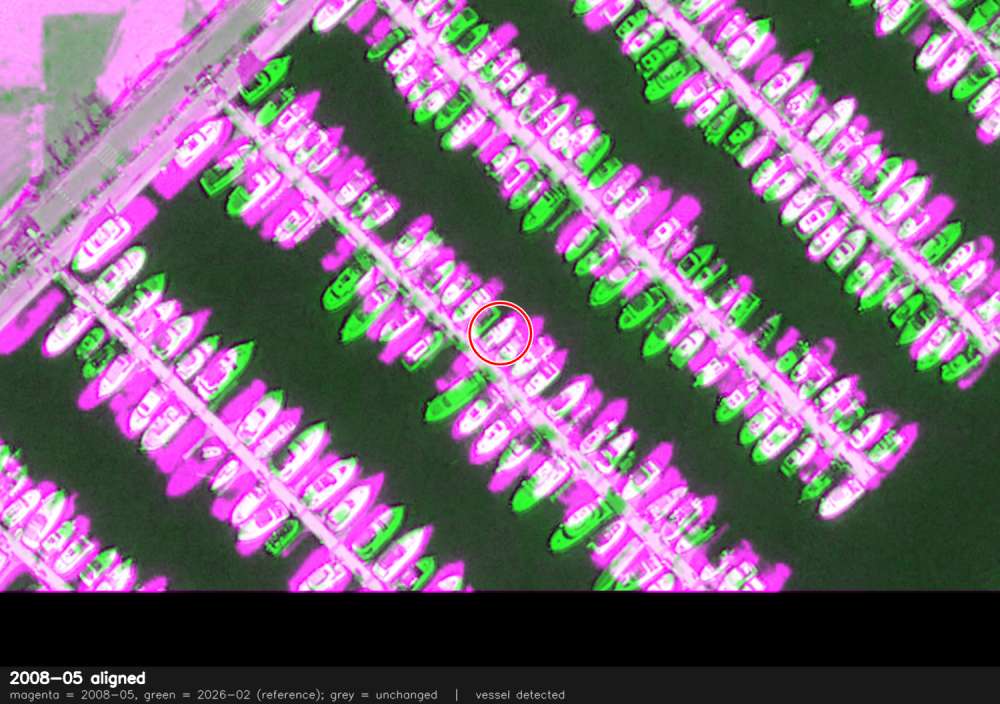 2008-05 aligned
magenta = 2008-05, green = 2026-02 (reference); grey = unchanged | vessel detected